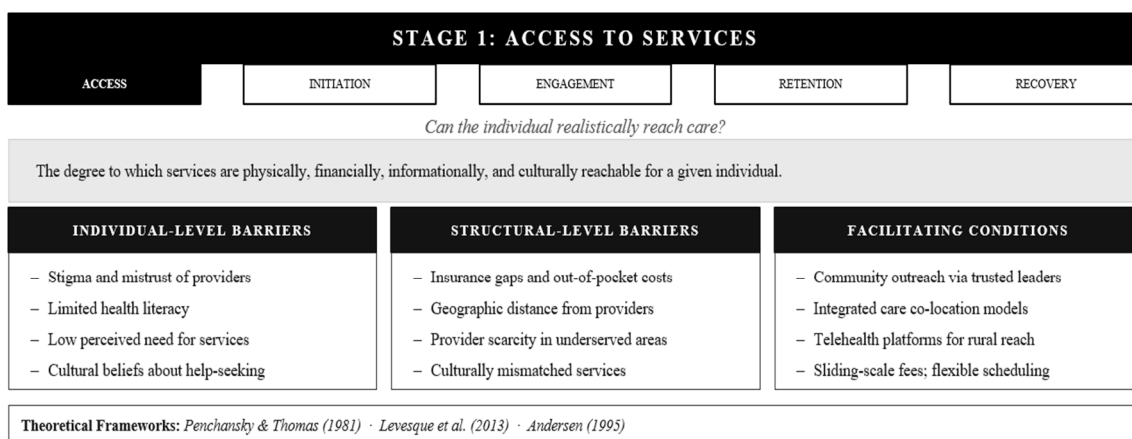 STAGE 1: ACCESS TO SERVICES
ACCESS
INITIATION
ENGAGEMENT
RETENTION
RECOVERY
Can the individual realistically reach care?
The degree to which services are physically, financially, informationally, and culturally reachable for a given individual.
INDIVIDUAL-LEVEL BARRIERS
– Stigma and mistrust of providers
– Limited health literacy
– Low perceived need for services
– Cultural beliefs about help-seeking
STRUCTURAL-LEVEL BARRIERS
– Insurance gaps and out-of-pocket costs
– Geographic distance from providers
– Provider scarcity in underserved areas
– Culturally mismatched services
FACILITATING CONDITIONS
– Community outreach via trusted leaders
– Integrated care co-location models
– Telehealth platforms for rural reach
– Sliding-scale fees; flexible scheduling
Theoretical Frameworks: Penchansky & Thomas (1981) · Levesque et al. (2013) · Andersen (1995)